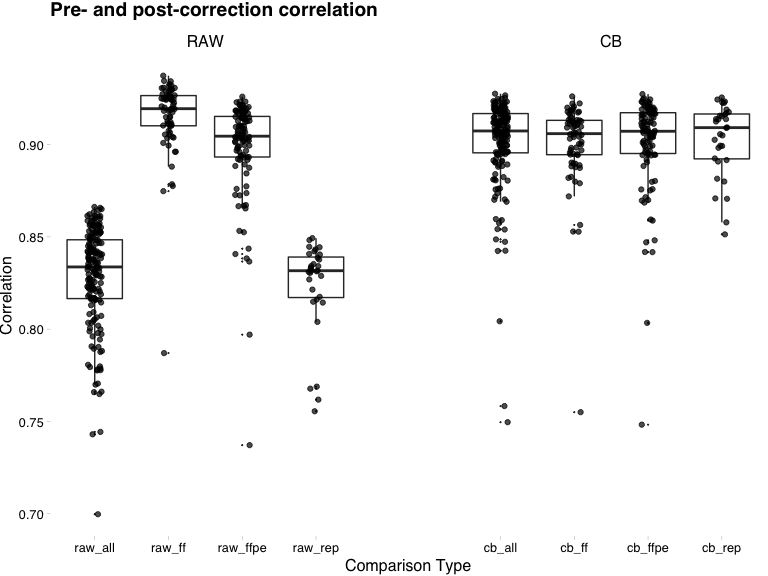 Pre- and post-correction correlation
RAW
CB
Correlation
0.90
0.85
0.80
0.75
0.70
raw_all raw_ff raw_ffpe raw_rep cb_all cb_ff cb_ffpe cb_rep
Comparison Type